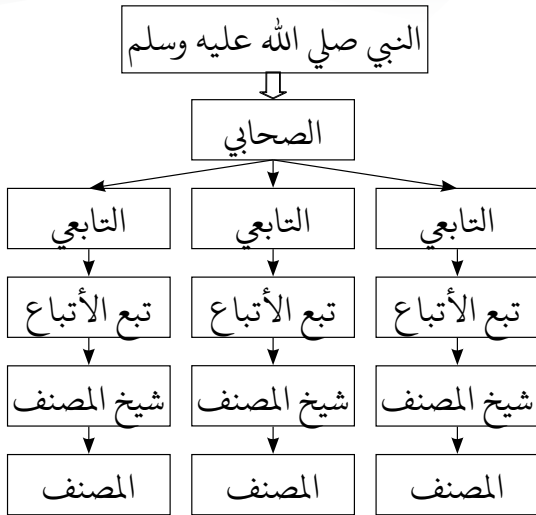 النبي صلي الله عليه وسلم
الصحابي
التابعي التابعي التابعي
تبع الأتباع تبع الأتباع تبع الأتباع
شيخ المصنف شيخ المصنف شيخ المصنف
المصنف المصنف المصنف